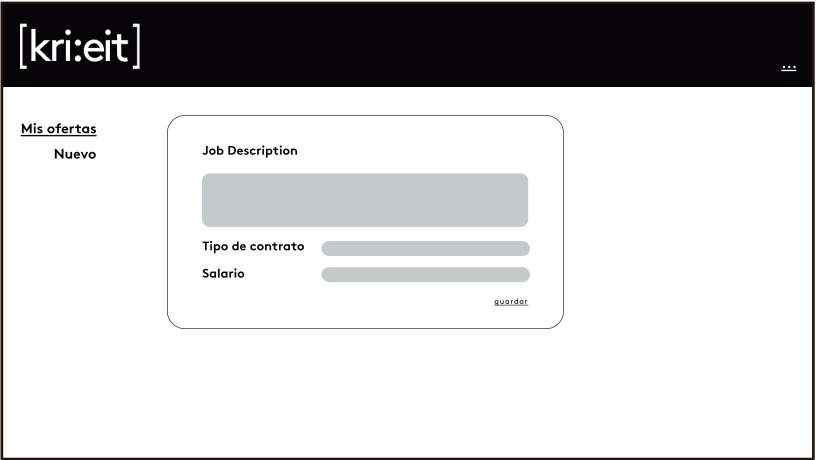 [kri:eit]
...
Mis ofertas
Nuevo
Job Description
Tipo de contrato
Salario
guardar